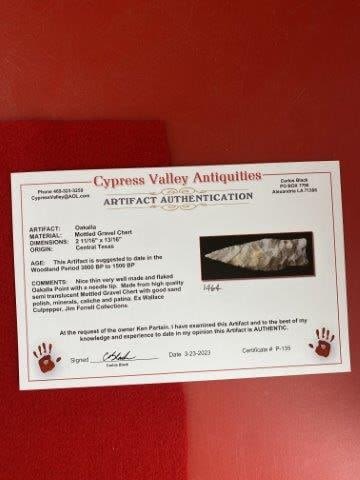 Cypress Valley Antiquities
Phone 469-323-3250
CypressValley@AOL.com
Carlos Black
PO BOX 7798
Alexandria LA 71306
ARTIFACT AUTHENTICATION
ARTIFACT: Oakalla
MATERIAL: Mottled Gravel Chert
DIMENSIONS: 2 11/16" x 13/16"
ORIGIN: Central Texas
AGE: This Artifact is suggested to date in the
Woodland Period 3000 BP to 1500 BP
COMMENTS: Nice thin very well made and flaked
Oakalla Point with a needle tip. Made from high quality
semi translucent Mottled Gravel Chert with good sand
polish, minerals, caliche and patina. Ex Wallace
Culpepper, Jim Ferrell Collections.
1464
At the request of the owner Ken Partain, I have examined this Artifact and to the best of my
knowledge and experience to date in my opinion this Artifact is AUTHENTIC.
Signed Date 3-23-2023 Certificate # P-135
Carlos Black